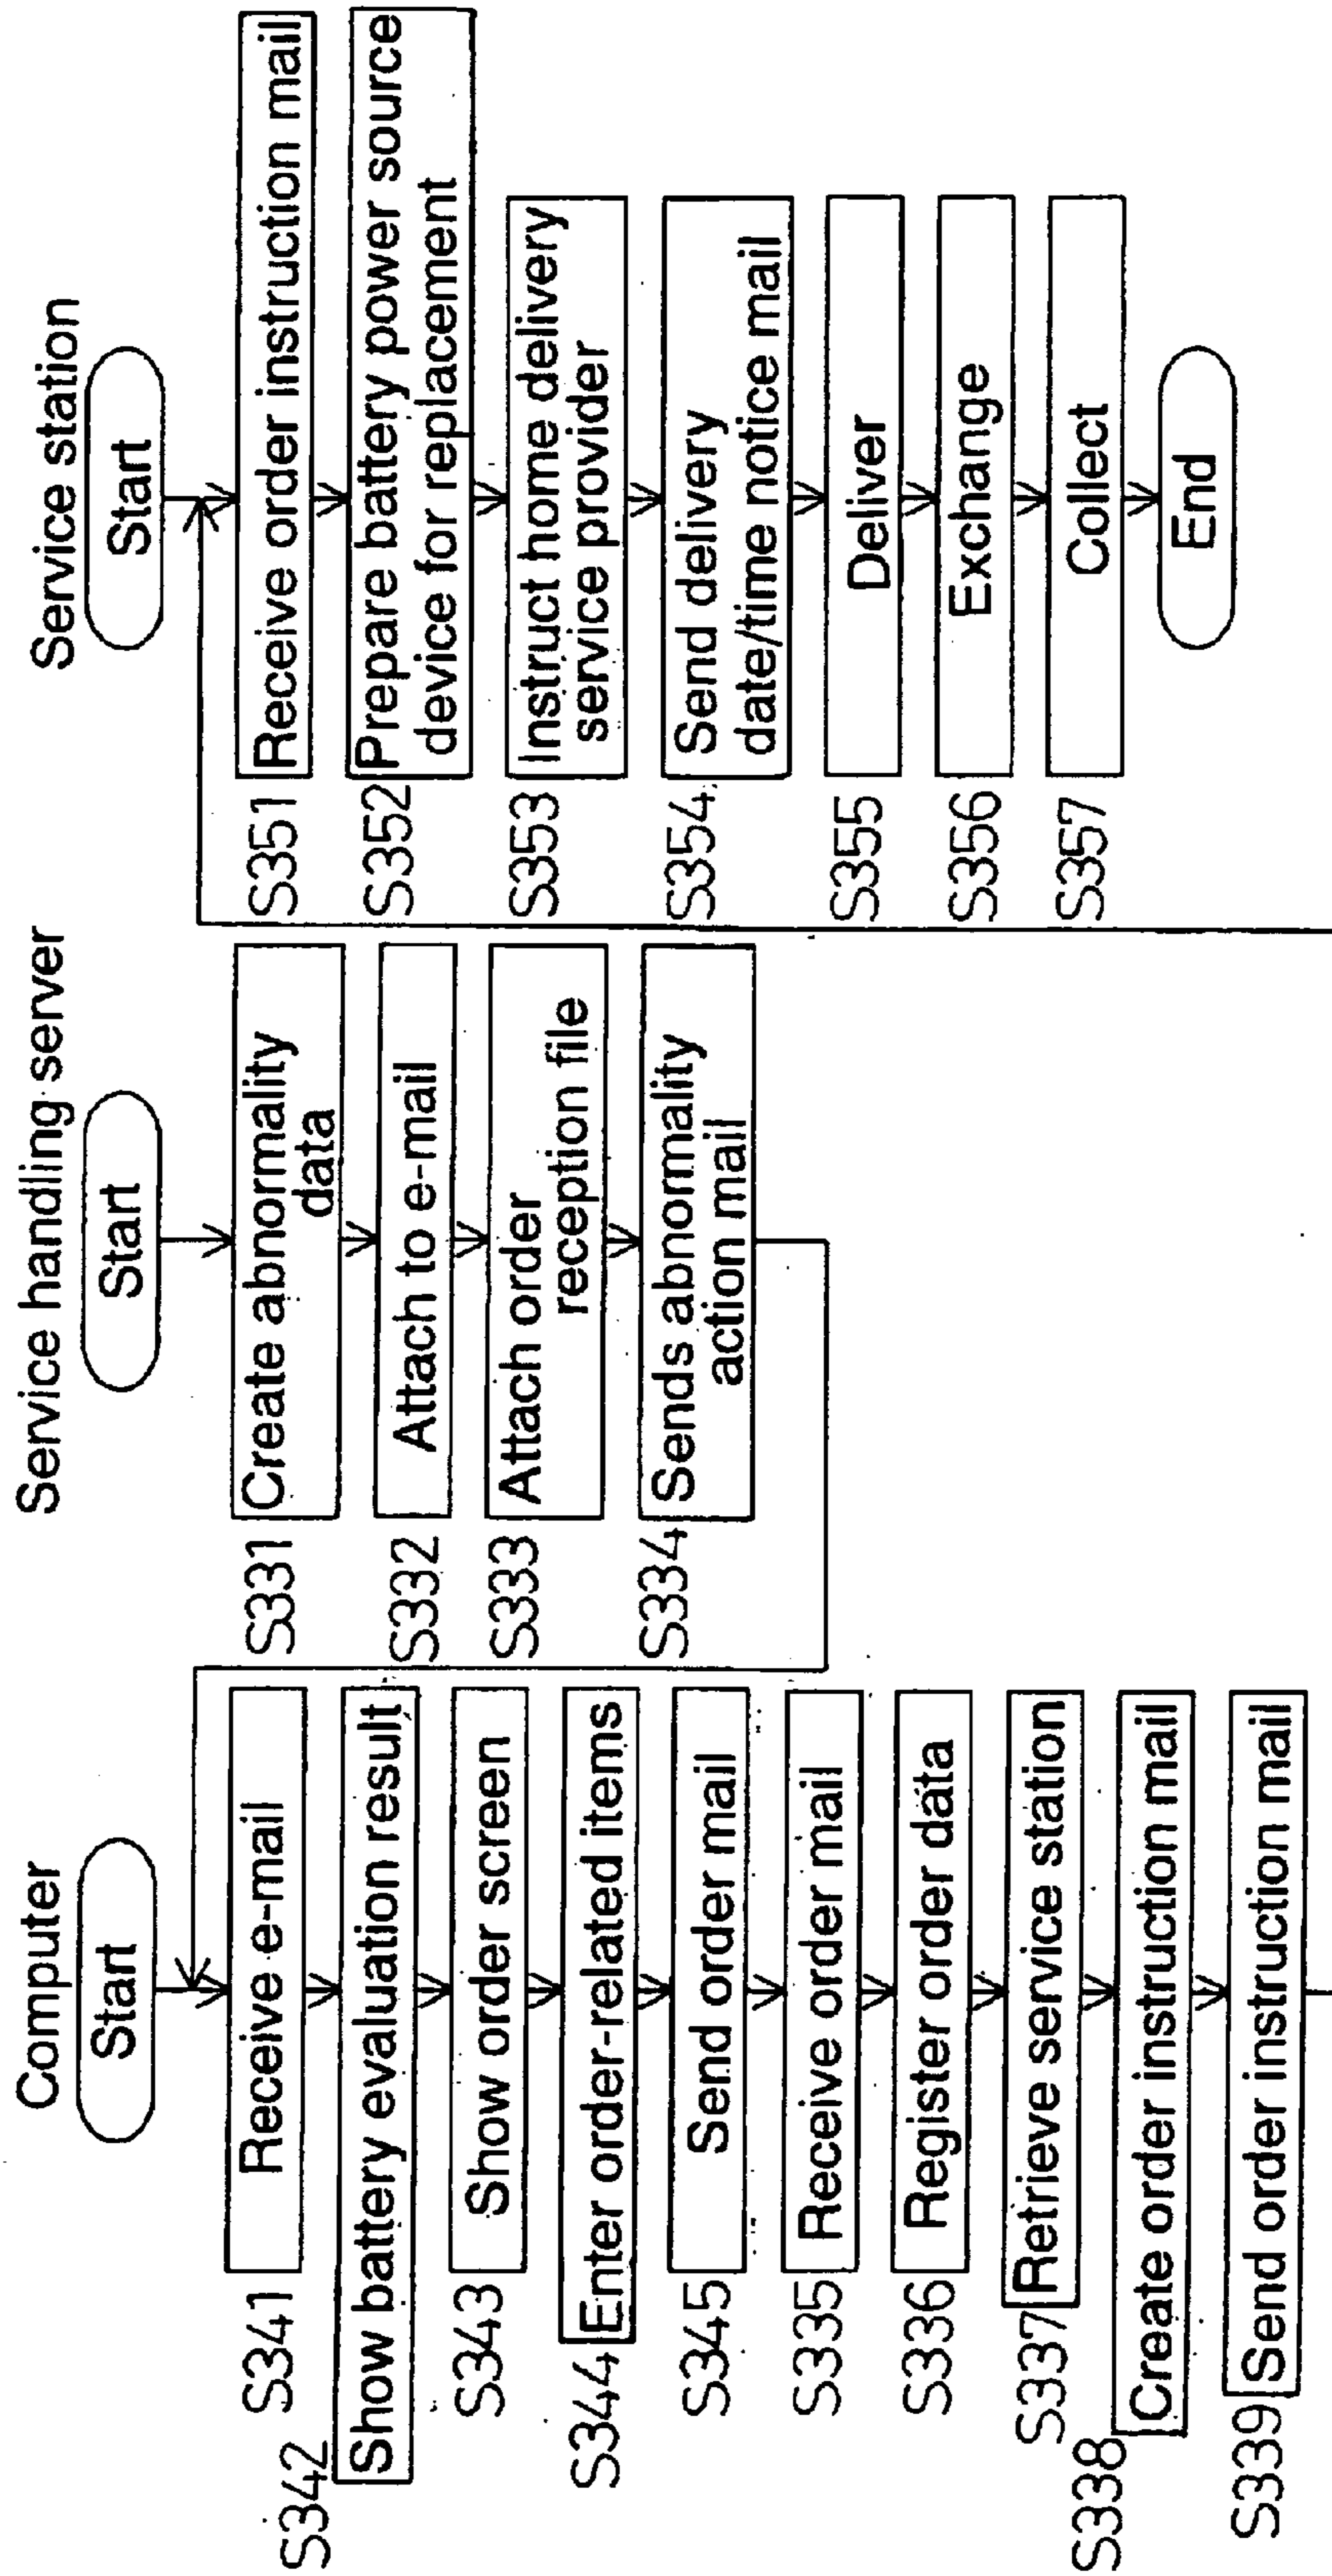 Computer
Start
S341
Receive e-mail
S342
Show battery evaluation result
S343
Show order screen
S344
Enter order-related items
S345
Send order mail
S335
Receive order mail
S336
Register order data
S337
Retrieve service station
S338
Create order instruction mail
S339
Send order instruction mail
Service handling server
Start
S331
Create abnormality
data
S332
Attach to e-mail
S333
Attach order
reception file
S334
Sends abnormality
action mail
Service station
Start
S351
Receive order instruction mail
S352
Prepare battery power source
device for replacement
S353
Instruct home delivery
service provider
S354
Send delivery
date/time notice mail
S355
Deliver
S356
Exchange
S357
Collect
End